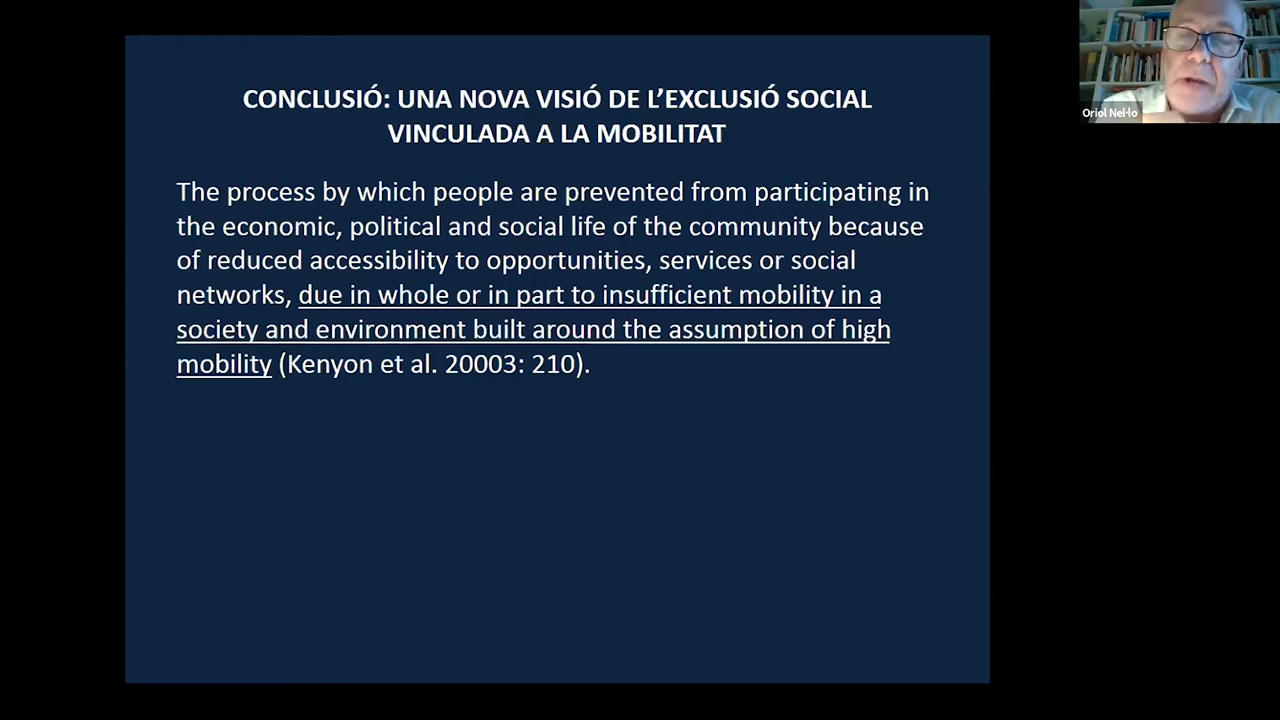 CONCLUSIÓ: UNA NOVA VISIÓ DE L’EXCLUSIÓ SOCIAL
VINCULADA A LA MOBILITAT
The process by which people are prevented from participating in
the economic, political and social life of the community because
of reduced accessibility to opportunities, services or social
networks, due in whole or in part to insufficient mobility in a
society and environment built around the assumption of high
mobility (Kenyon et al. 20003: 210).
Oriol Nel·lo